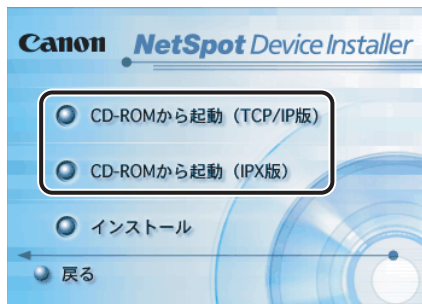 Canon NetSpot Device Installer
CD-ROMから起動（TCP/IP版）
CD-ROMから起動（IPX版）
インストール
戻る